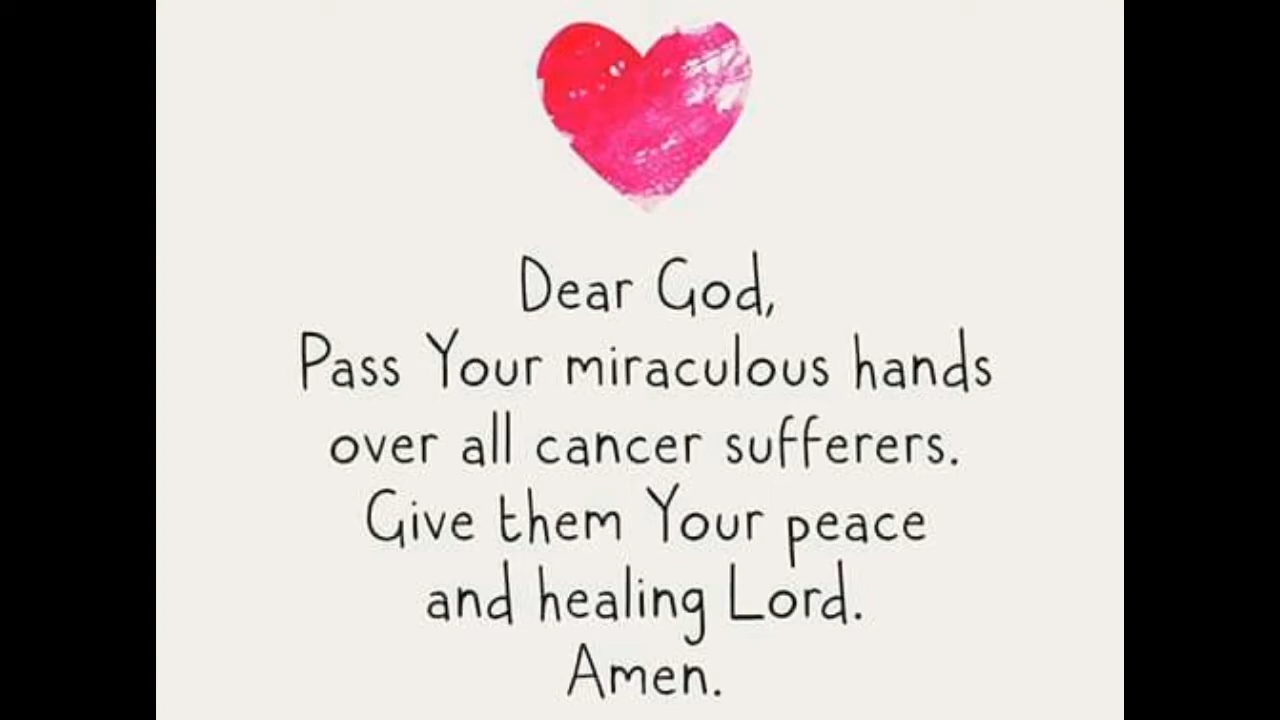 Dear God,
Pass Your miraculous hands
over all cancer sufferers.
Give them Your peace
and healing Lord.
Amen.